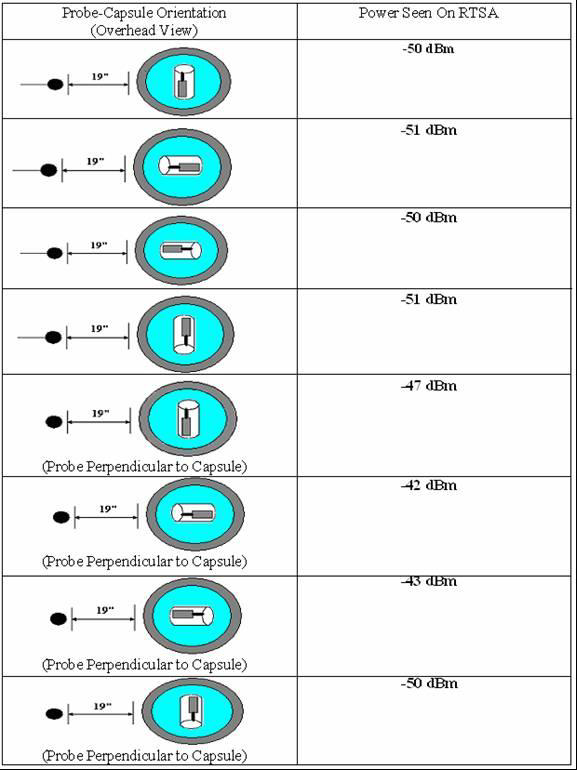 Probe-Capsule Orientation
(Overhead View)
Power Seen On RTSA
19"
-50 dBm
19"
-51 dBm
19"
-50 dBm
19"
-51 dBm
19"
(Probe Perpendicular to Capsule)
-47 dBm
19"
(Probe Perpendicular to Capsule)
-42 dBm
19"
(Probe Perpendicular to Capsule)
-43 dBm
19"
(Probe Perpendicular to Capsule)
-50 dBm